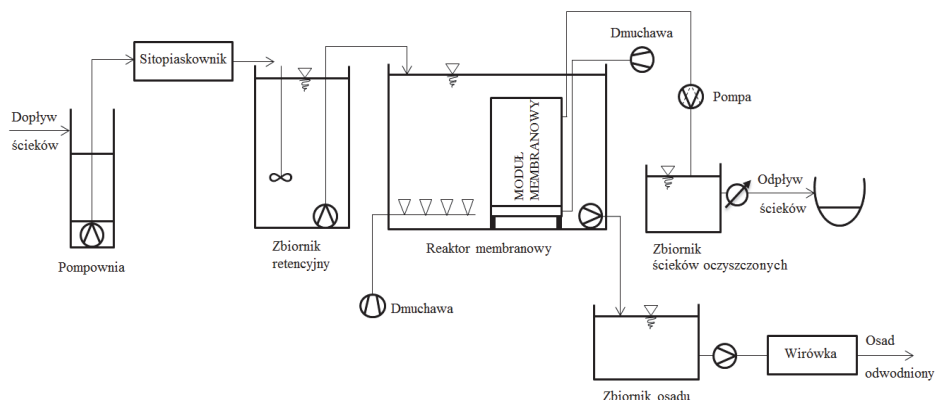 Dopływ
ścieków
Pompownia
Sitopiaskownik
Zbiornik
retencyjny
Dmuchawa
Reaktor membranowy
MODUŁ
MEMBRANOWY
Dmuchawa
Pompa
Odpływ
ścieków
Zbiornik
ścieków oczyszczonych
Zbiornik osadu
Wirówka
Osad
odwodniony